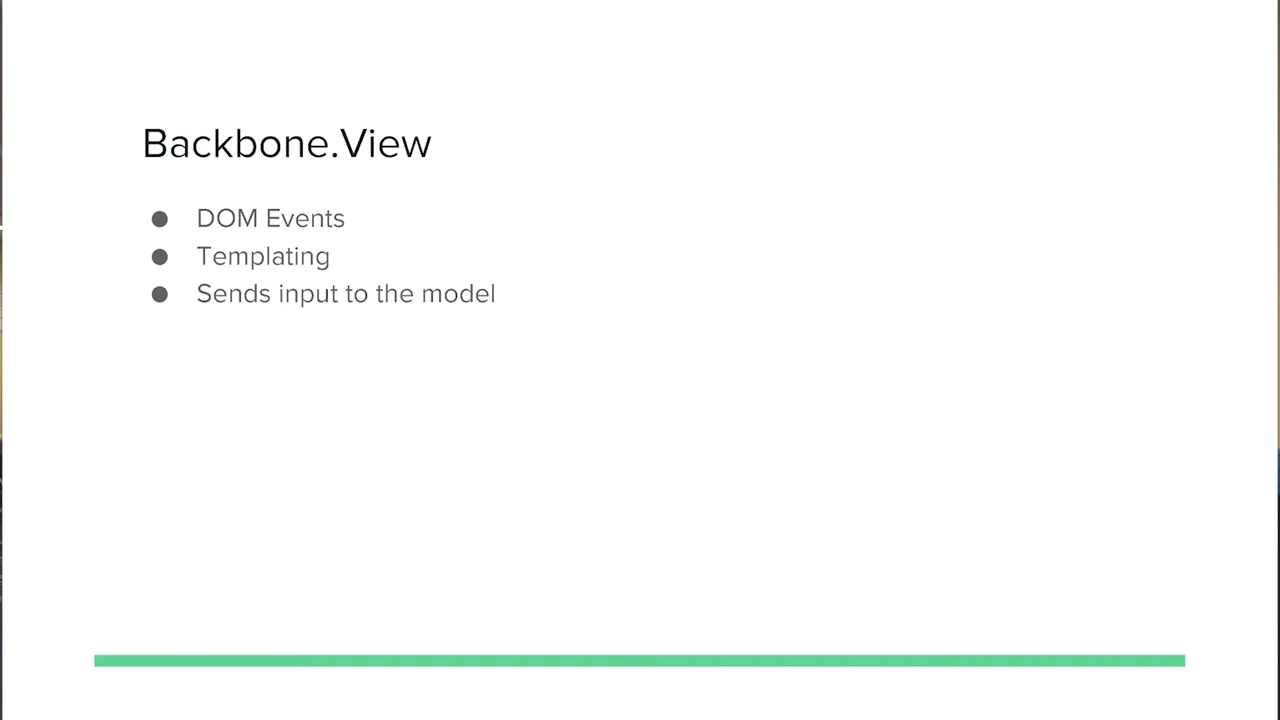 Backbone.View
● DOM Events
● Templating
● Sends input to the model